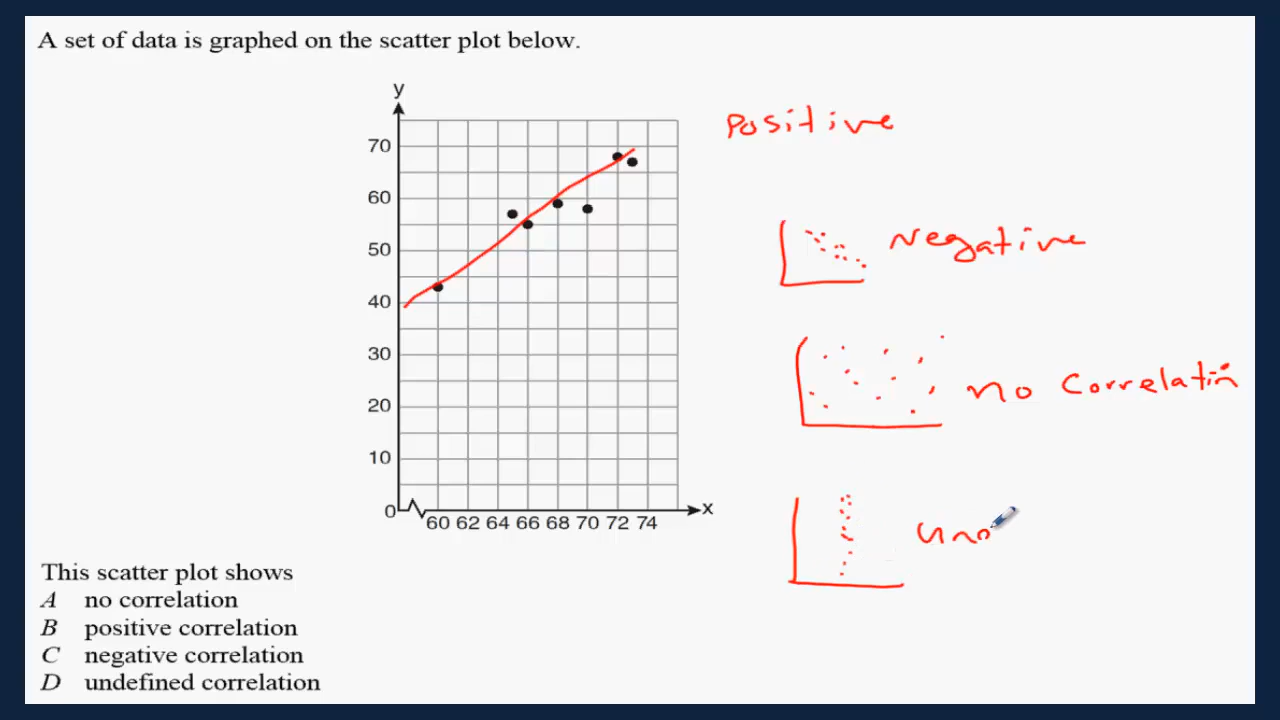 A set of data is graphed on the scatter plot below.
y
70
60
50
40
30
20
10
0
60 62 64 66 68 70 72 74
x
Positive
Negative
no Correlatin
Uno
This scatter plot shows
A no correlation
B positive correlation
C negative correlation
D undefined correlation